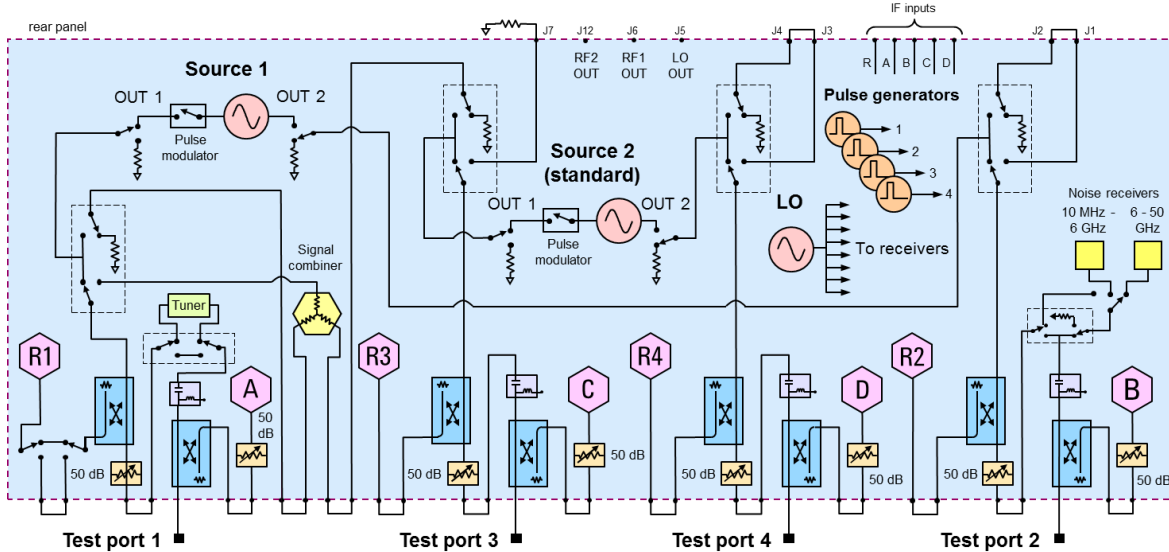 rear panel
J7
J12
J6
J5
J4
J3
IF inputs
J2
J1
RF2
OUT
RF1
OUT
LO
OUT
R
A
B
C
D
Source 1
OUT 1
OUT 2
Pulse
modulator
Pulse generators
1
2
3
4
Source 2
(standard)
OUT 1
OUT 2
Pulse
modulator
LO
To receivers
Noise receivers
10 MHz -
6 GHz
6 - 50
GHz
Signal
combiner
Tuner
R1
A
R3
C
R4
D
R2
B
50
dB
50 dB
50 dB
50 dB
50 dB
50 dB
50 dB
50 dB
Test port 1
Test port 3
Test port 4
Test port 2